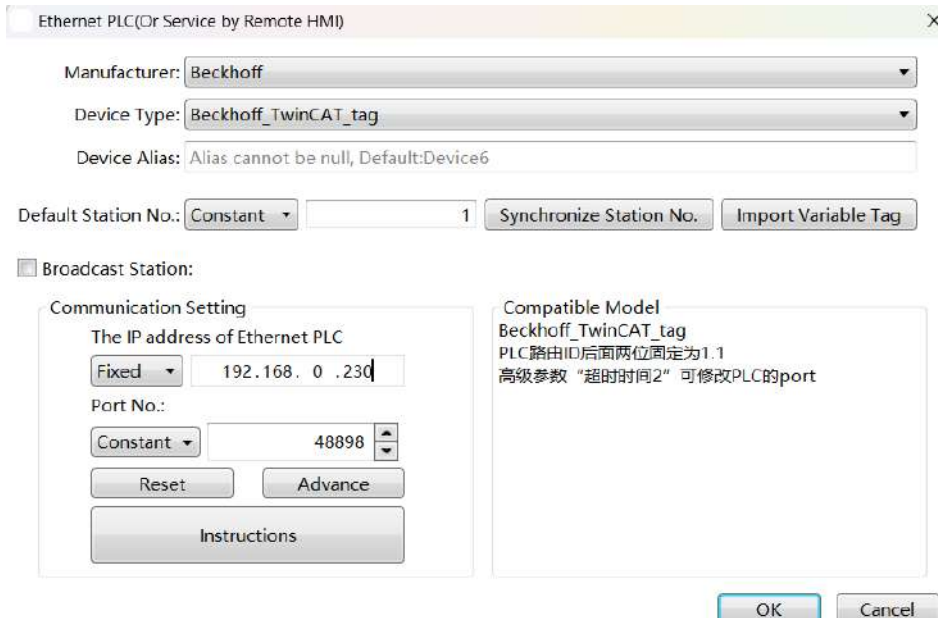 Ethernet PLC(Or Service by Remote HMI)
Manufacturer: Beckhoff
Device Type: Beckhoff_TwinCAT_tag
Device Alias: Alias cannot be null, Default:Device6
Default Station No.: Constant 1 Synchronize Station No. Import Variable Tag
Broadcast Station:
Communication Setting
The IP address of Ethernet PLC
Fixed 192.168. 0 .230
Port No.:
Constant 48898
Reset Advance
Instructions
Compatible Model
Beckhoff_TwinCAT_tag
PLC路由ID后面两位固定为1.1
高级参数“超时时间2”可修改PLC的port
OK Cancel